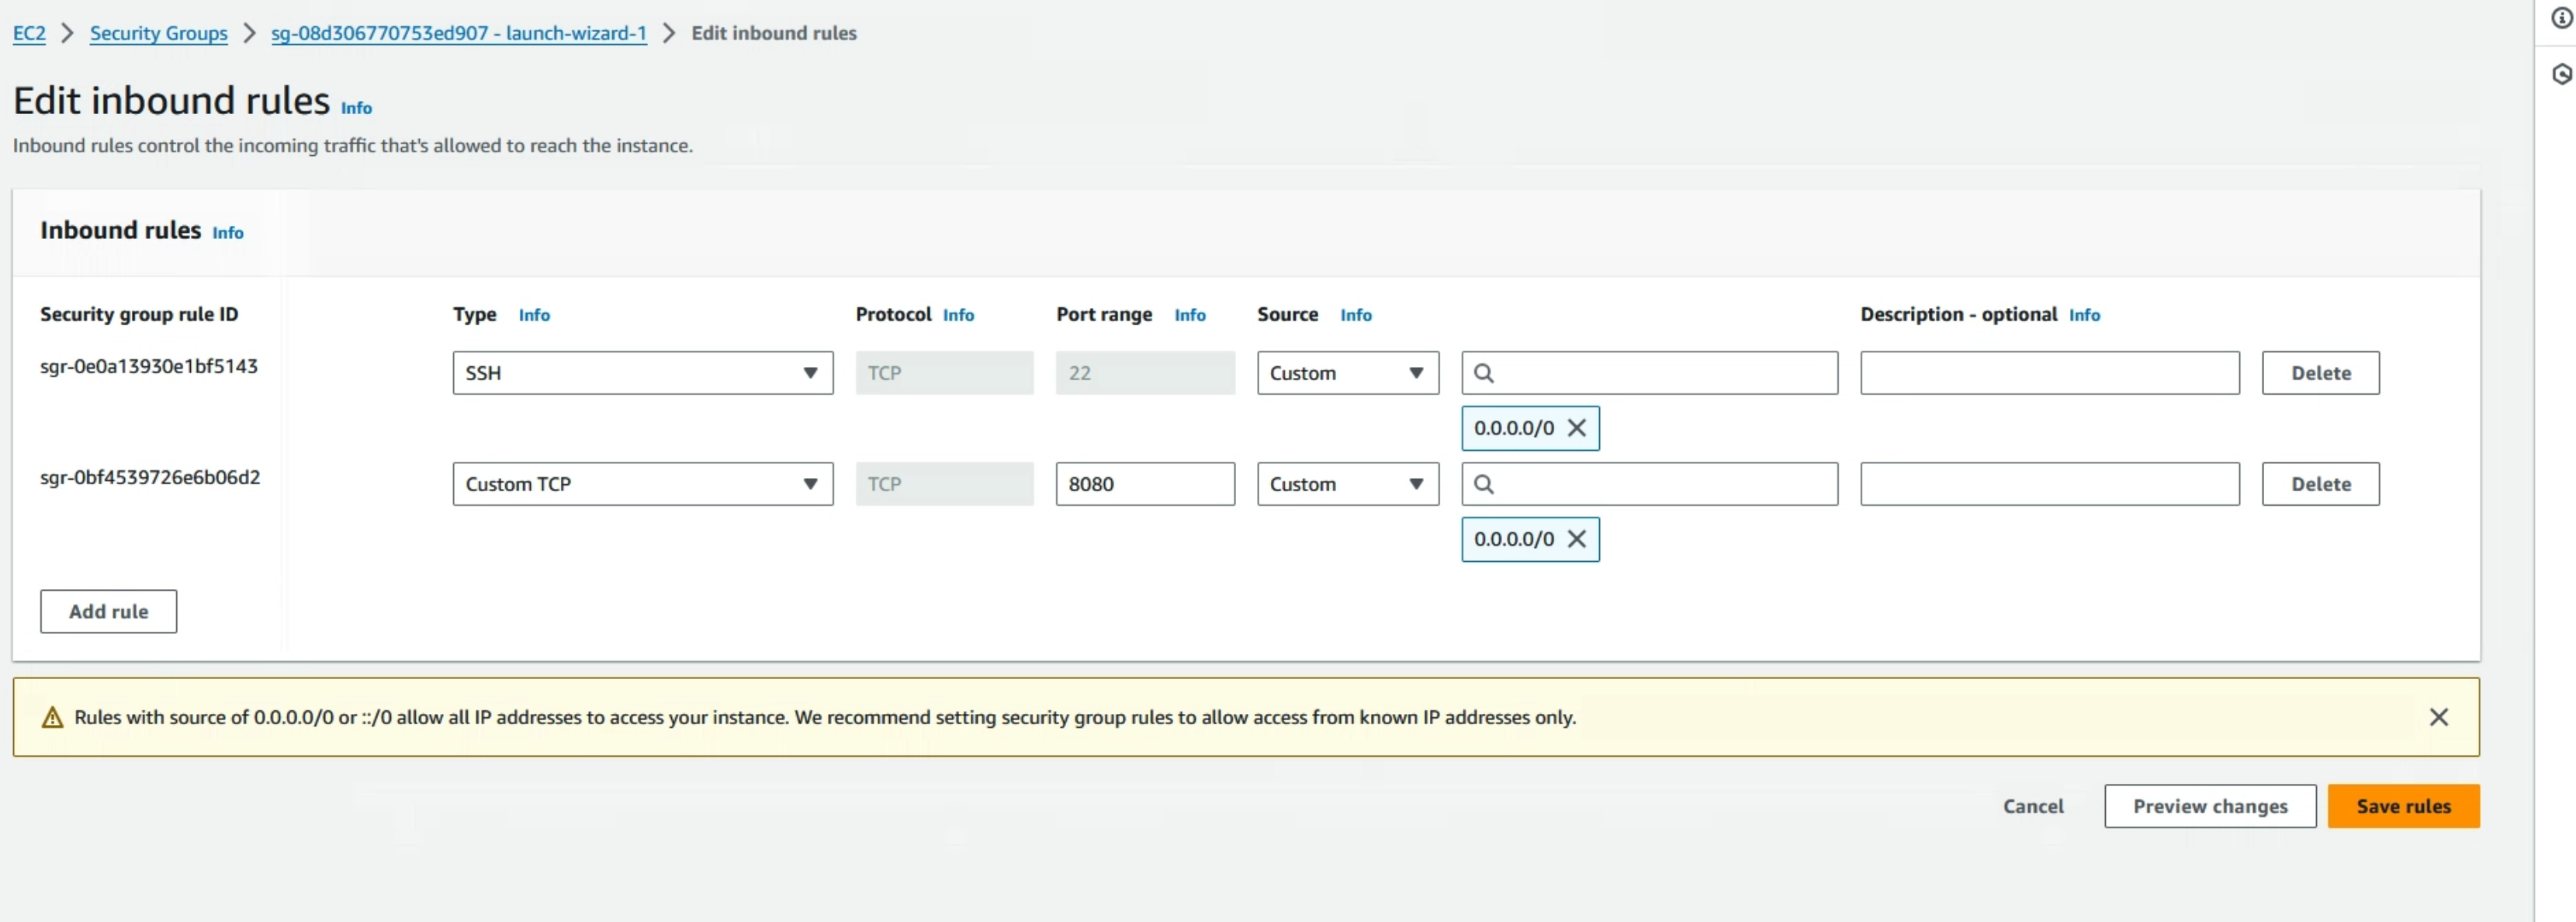 EC2 > Security Groups > sg-08d306770753ed907 - launch-wizard-1 > Edit inbound rules
Edit inbound rules Info
Inbound rules control the incoming traffic that's allowed to reach the instance.
Inbound rules Info
Security group rule ID Type Info Protocol Info Port range Info Source Info Description - optional Info
sgr-0e0a13930e1bf5143 SSH TCP 22 Custom Delete
0.0.0.0/0
sgr-0bf4539726e6b06d2 Custom TCP TCP 8080 Custom Delete
0.0.0.0/0
Add rule
Rules with source of 0.0.0.0/0 or ::/0 allow all IP addresses to access your instance. We recommend setting security group rules to allow access from known IP addresses only.
Cancel Preview changes Save rules